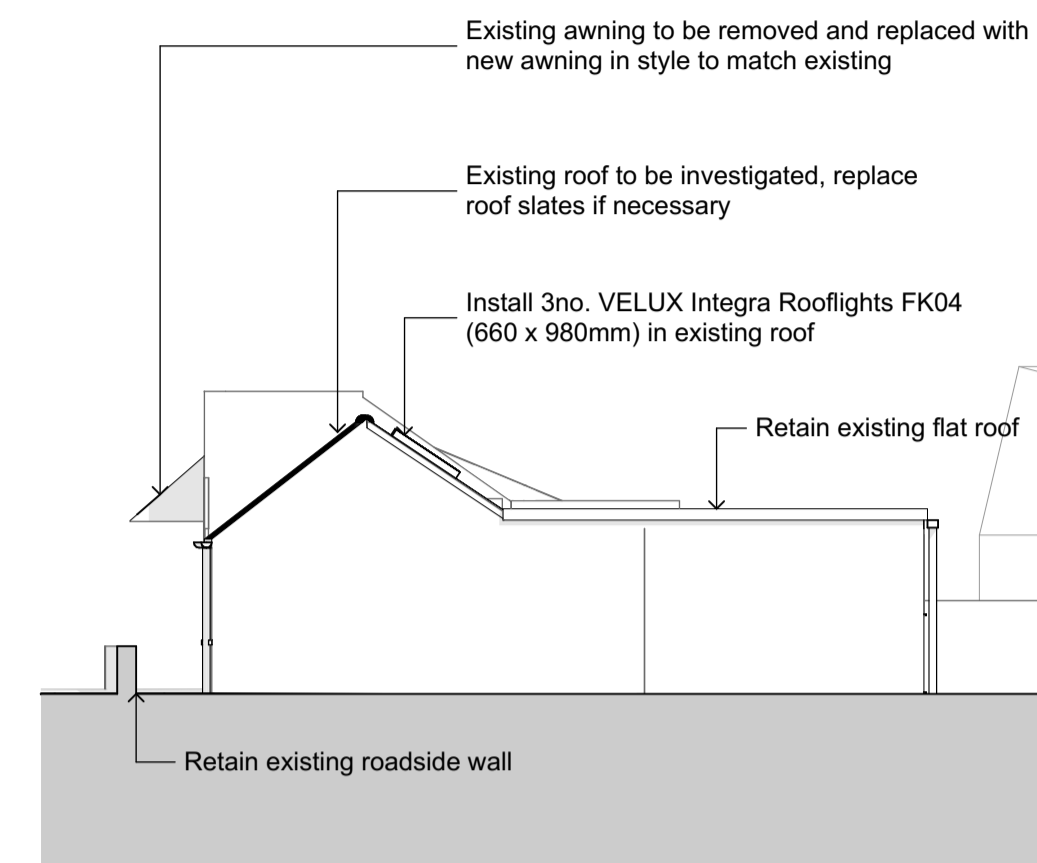 Existing awning to be removed and replaced with
new awning in style to match existing
Existing roof to be investigated, replace
roof slates if necessary
Install 3no. VELUX Integra Rooflights FK04
(660 x 980mm) in existing roof
Retain existing flat roof
Retain existing roadside wall